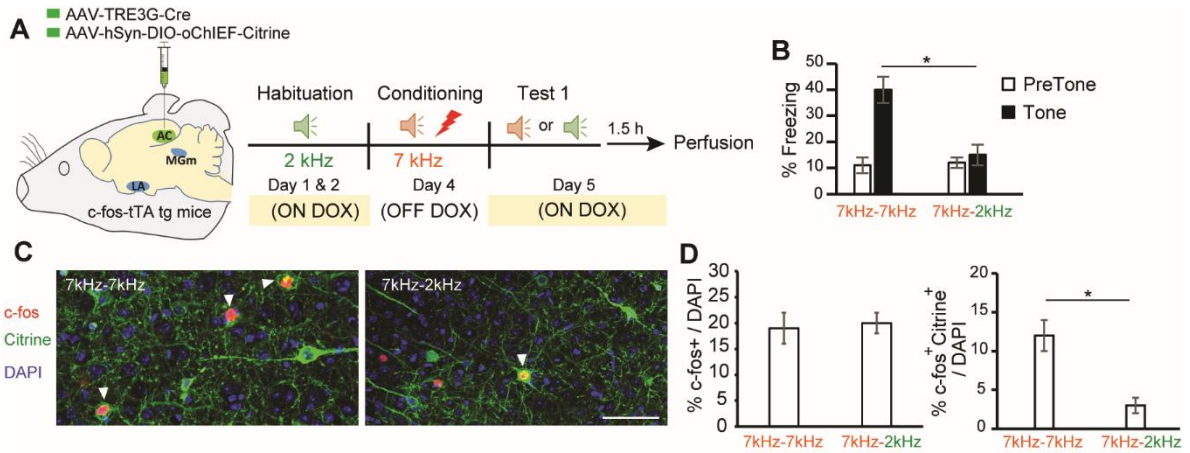 AAV-TRE3G-Cre
AAV-hSyn-DIO-oChIEF-Citrine
A
AC
MGm
LA
c-fos-tTA tg mice
Habituation
Conditioning
Test 1
or
1.5 h
Perfusion
2 kHz
7 kHz
Day 1 & 2
Day 4
Day 5
(ON DOX)
(OFF DOX)
(ON DOX)
B
*
PreTone
Tone
% Freezing
50
40
30
20
10
0
7kHz-7kHz
7kHz-2kHz
C
7kHz-7kHz
7kHz-2kHz
c-fos
Citrine
DAPI
D
% c-fos+ / DAPI
30
25
20
15
10
5
0
7kHz-7kHz
7kHz-2kHz
% c-fos+ Citrine+
/ DAPI
20
15
10
5
0
*
7kHz-7kHz
7kHz-2kHz